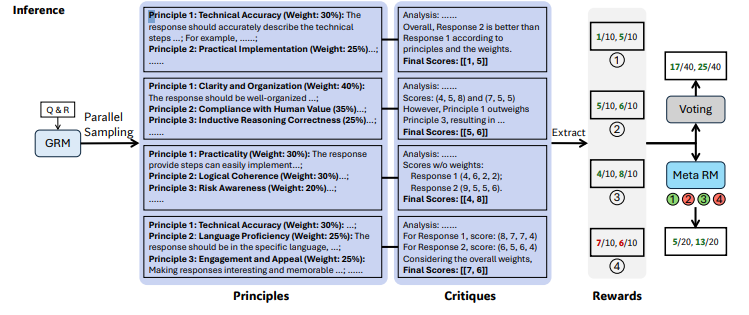 Inference
Q & R
GRM
Parallel
Sampling
Principle 1: Technical Accuracy (Weight: 30%): The
response should accurately describe the technical
steps ...; For example, ......;
Principle 2: Practical Implementation (Weight: 25%)...;
......
Principle 1: Clarity and Organization (Weight: 40%):
The response should be well-organized ...;
Principle 2: Compliance with Human Value (35%)...;
Principle 3: Inductive Reasoning Correctness (25%)...;
......
Principle 1: Practicality (Weight: 30%): The response
provide steps can easily implement...;
Principle 2: Logical Coherence (Weight: 30%)...;
Principle 3: Risk Awareness (Weight: 20%)...;
......
Principle 1: Technical Accuracy (Weight: 30%): ...;
Principle 2: Language Proficiency (Weight: 25%): The
response should be in the specific language, ...;
Principle 3: Engagement and Appeal (Weight: 25%):
Making responses interesting and memorable ...; ......
Principles
Analysis: ......
Overall, Response 2 is better than
Response 1 according to
principles and the weights.
Final Scores: [[1, 5]]
Analysis: ......
Scores: (4, 5, 8) and (7, 5, 5)
However, Principle 1 outweighs
Principle 3, resulting in ...
Final Scores: [[5, 6]]
Analysis: ......
Scores w/o weights:
Response 1 (4, 6, 2, 2);
Response 2 (9, 5, 5, 6).
Final Scores: [[4, 8]]
Analysis: ......
For Response 1, score: (8, 7, 7, 4)
For Response 2, score: (6, 5, 6, 4)
Considering the overall weights,
Final Scores: [[7, 6]]
Critiques
Extract
1/10, 5/10
1
5/10, 6/10
2
4/10, 8/10
3
7/10, 6/10
4
Rewards
17/40, 25/40
Voting
Meta RM
1 2 3 4
5/20, 13/20